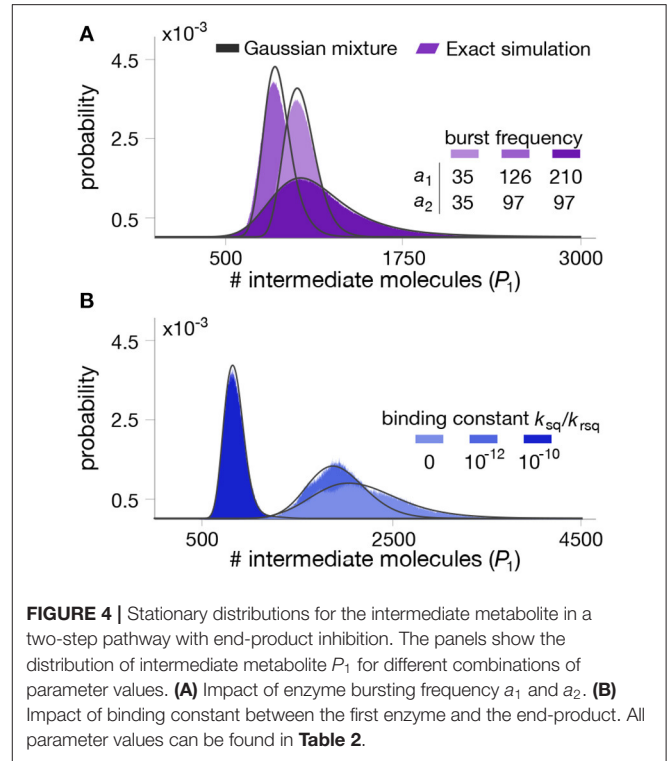 A
x10⁻³
Gaussian mixture Exact simulation
4.5
probability
2.5
0.5
burst frequency
a₁ 35 126 210
a₂ 35 97 97
500 1750 3000
# intermediate molecules (P₁)
B
x10⁻³
4.5
probability
2.5
0.5
binding constant kₛq/kᵣₛq
0 10⁻¹² 10⁻¹⁰
500 2500 4500
# intermediate molecules (P₁)
FIGURE 4 | Stationary distributions for the intermediate metabolite in a
two-step pathway with end-product inhibition. The panels show the
distribution of intermediate metabolite P₁ for different combinations of
parameter values. (A) Impact of enzyme bursting frequency a₁ and a₂. (B)
Impact of binding constant between the first enzyme and the end-product. All
parameter values can be found in Table 2.